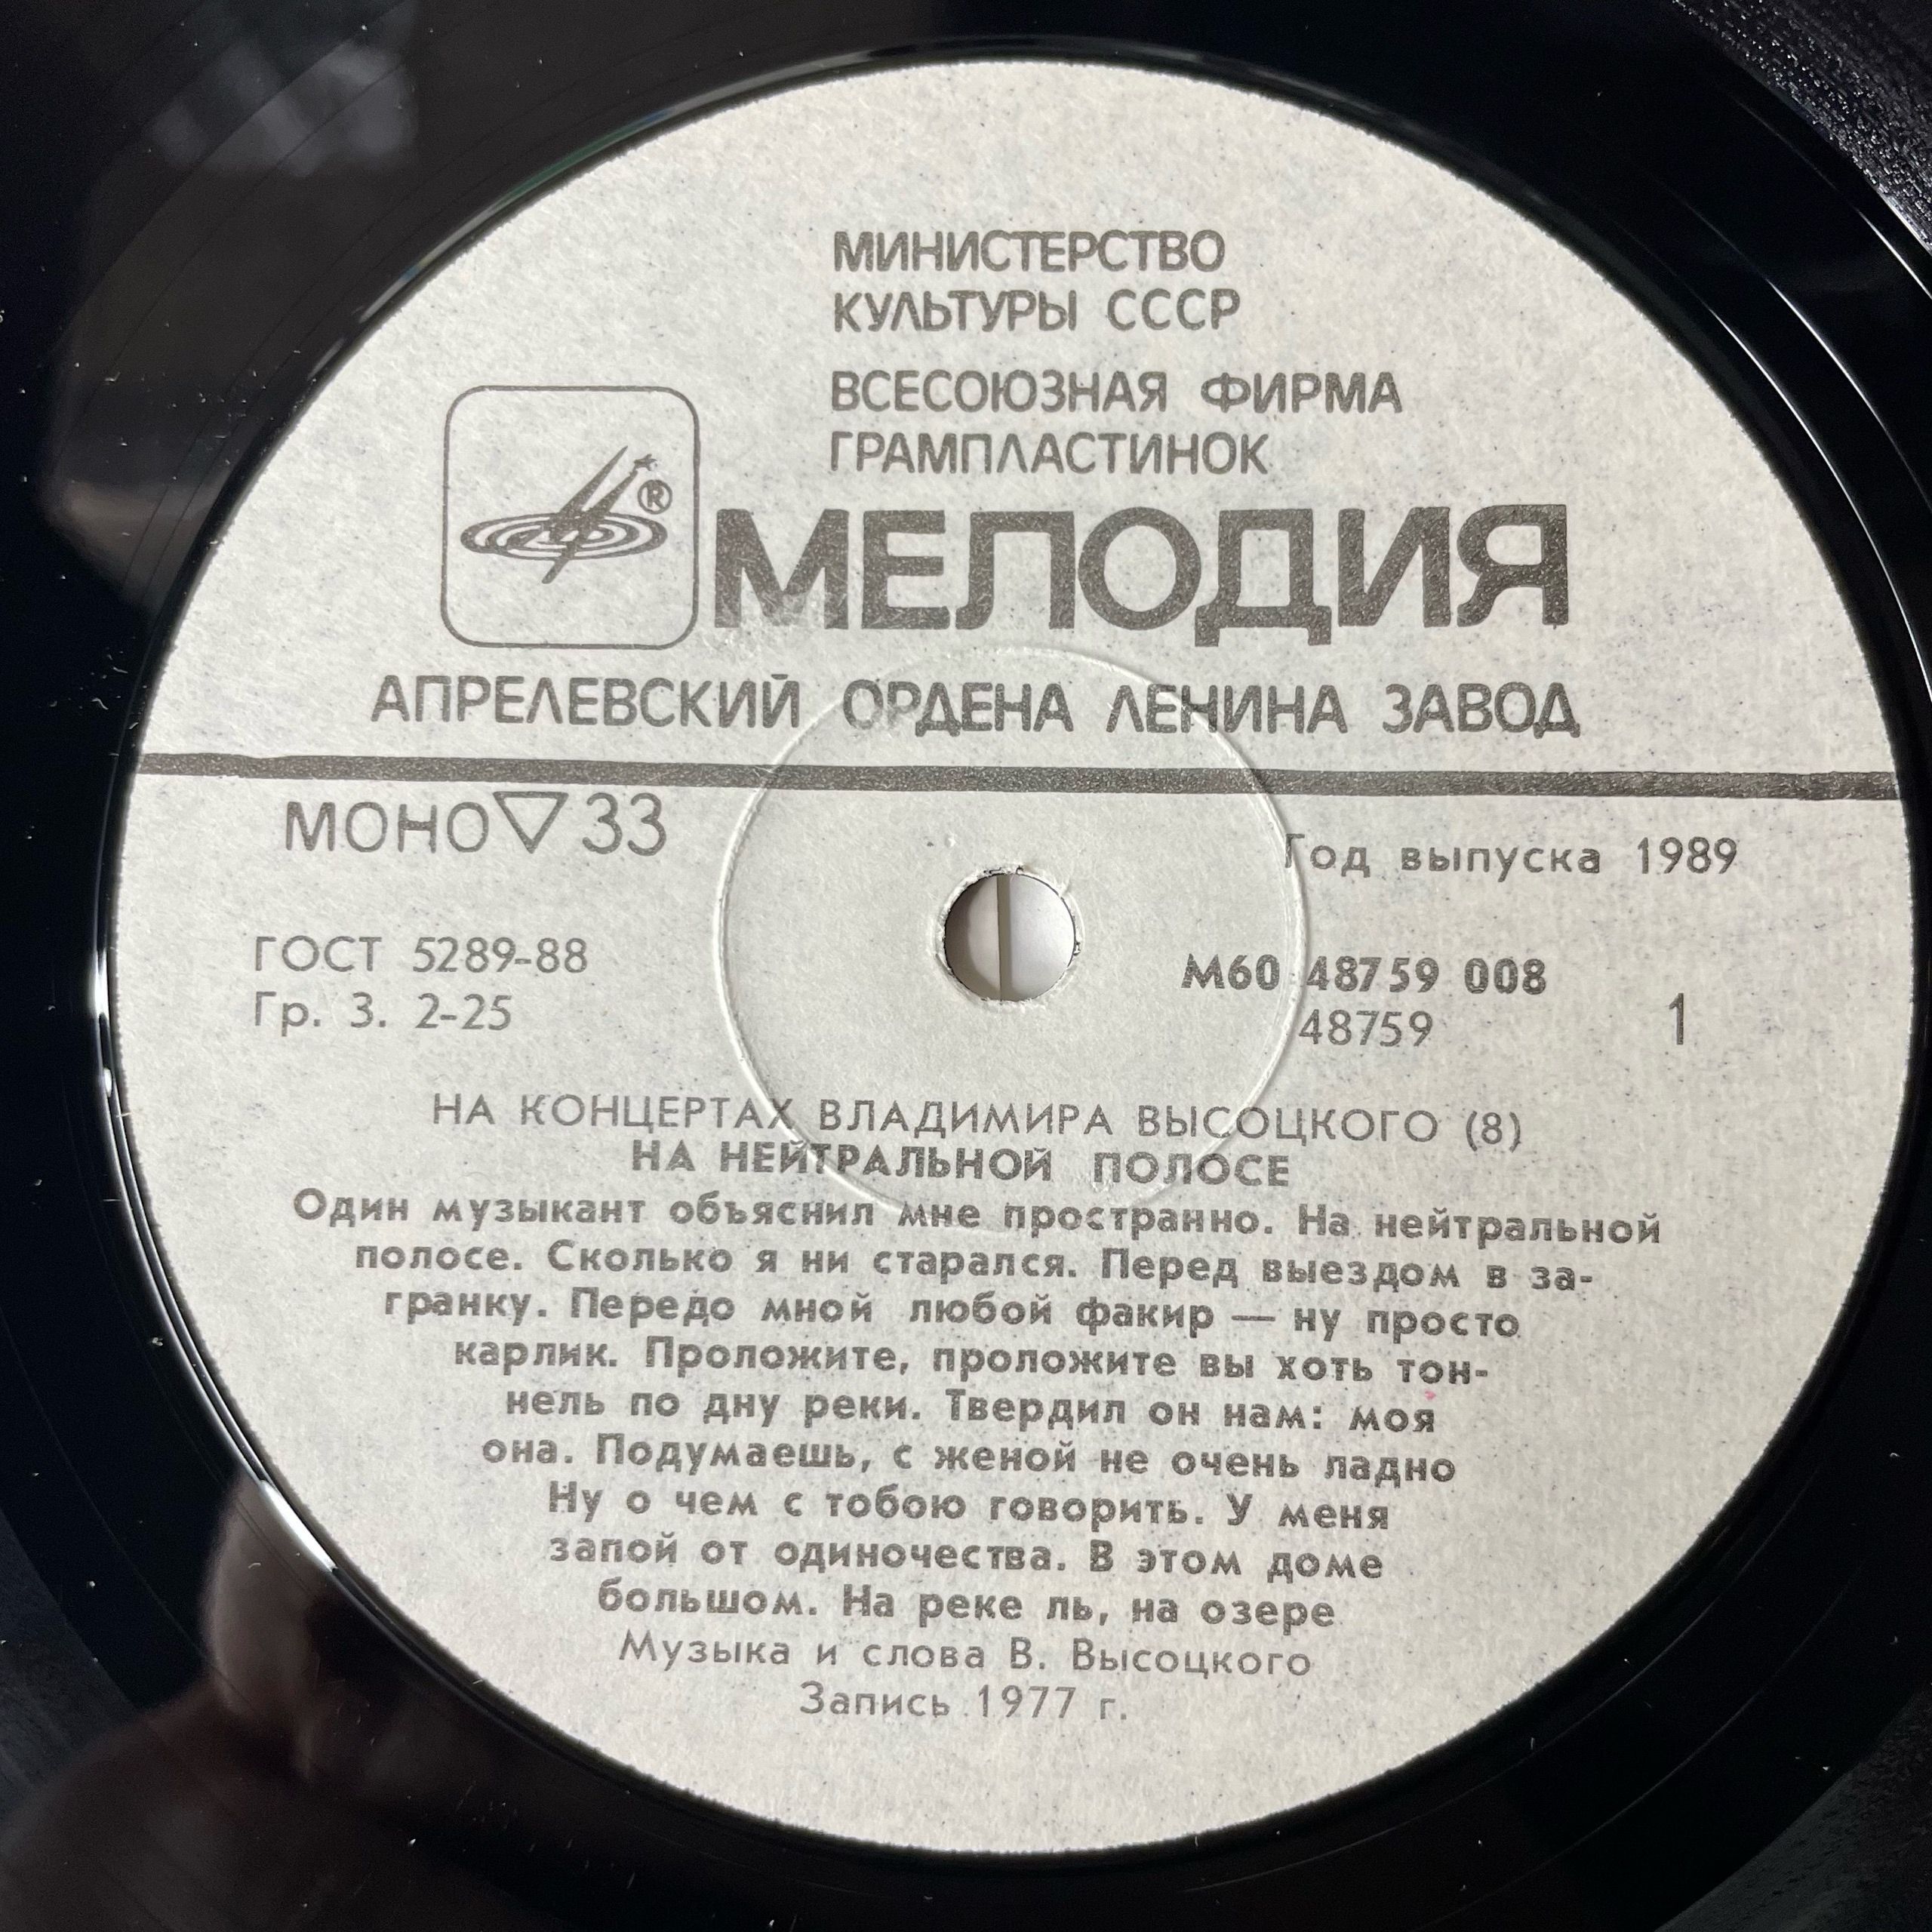 МИНИСТЕРСТВО
КУЛЬТУРЫ СССР
ВСЕСОЮЗНАЯ ФИРМА
ГРАМПЛАСТИНОК
®
МЕЛОДИЯ
АПРЕЛЕВСКИЙ ОРДЕНА ЛЕНИНА ЗАВОД
МОНО ▽ 33
Год выпуска 1989
ГОСТ 5289-88
Гр. 3. 2-25
М60 48759 008
48759
1
НА КОНЦЕРТАХ ВЛАДИМИРА ВЫСОЦКОГО (8)
НА НЕЙТРАЛЬНОЙ ПОЛОСЕ
Один музыкант объяснил мне пространно. На нейтральной
полосе. Сколько я ни старался. Перед выездом в за-
гранку. Передо мной любой факир — ну просто
карлик. Проложите, проложите вы хоть тон-
нель по дну реки. Твердил он нам: моя
она. Подумаешь, с женой не очень ладно
Ну о чем с тобою говорить. У меня
запой от одиночества. В этом доме
большом. На реке ль, на озере
Музыка и слова В. Высоцкого
Запись 1977 г.